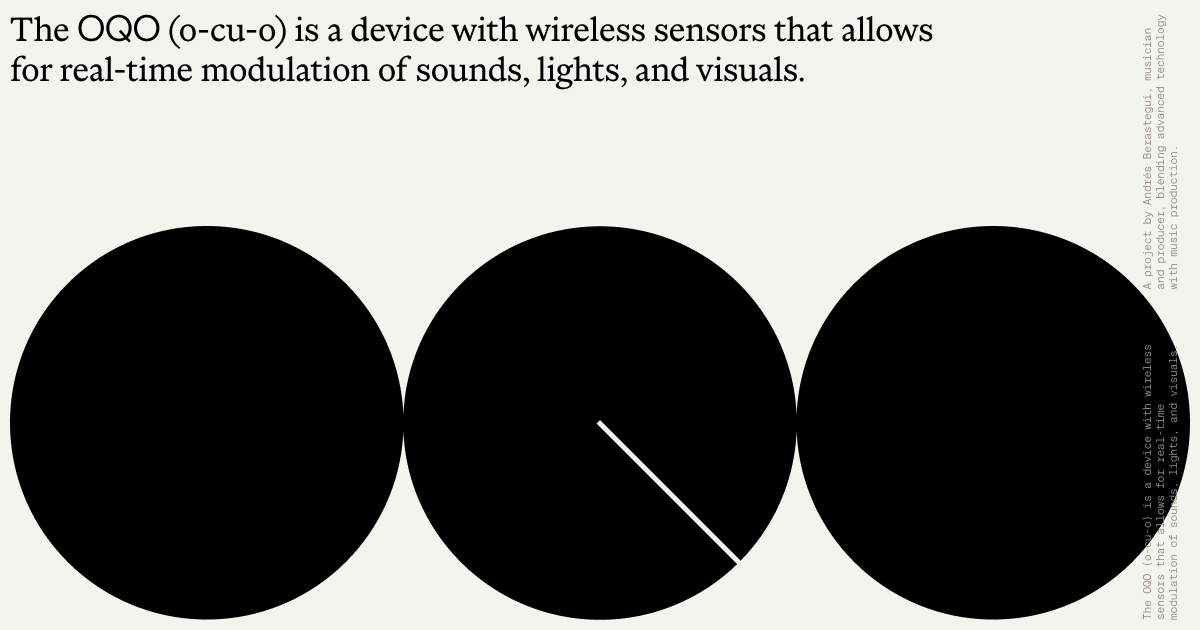 The OQO (o-cu-o) is a device with wireless sensors that allows
for real-time modulation of sounds, lights, and visuals.
A project by Andrés Berastegui, musician
and producer, blending advanced technology
with music production.
The OQO (o-cu-o) is a device with wireless
sensors that allows for real-time
modulation of sounds, lights, and visuals.